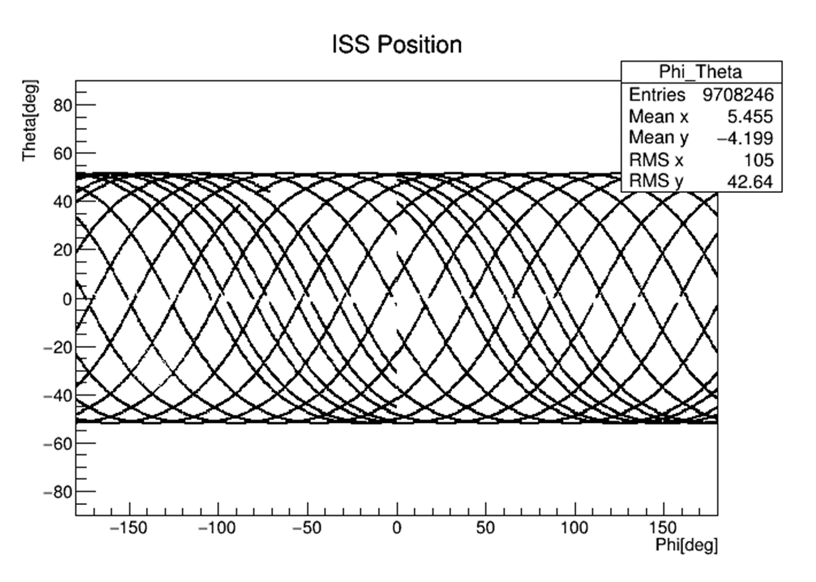 ISS Position
Phi_Theta
Entries 9708246
Mean x 5.455
Mean y −4.199
RMS x 105
RMS y 42.64
Theta[deg]
80
60
40
20
0
−20
−40
−60
−80
−150 −100 −50 0 50 100 150
Phi[deg]